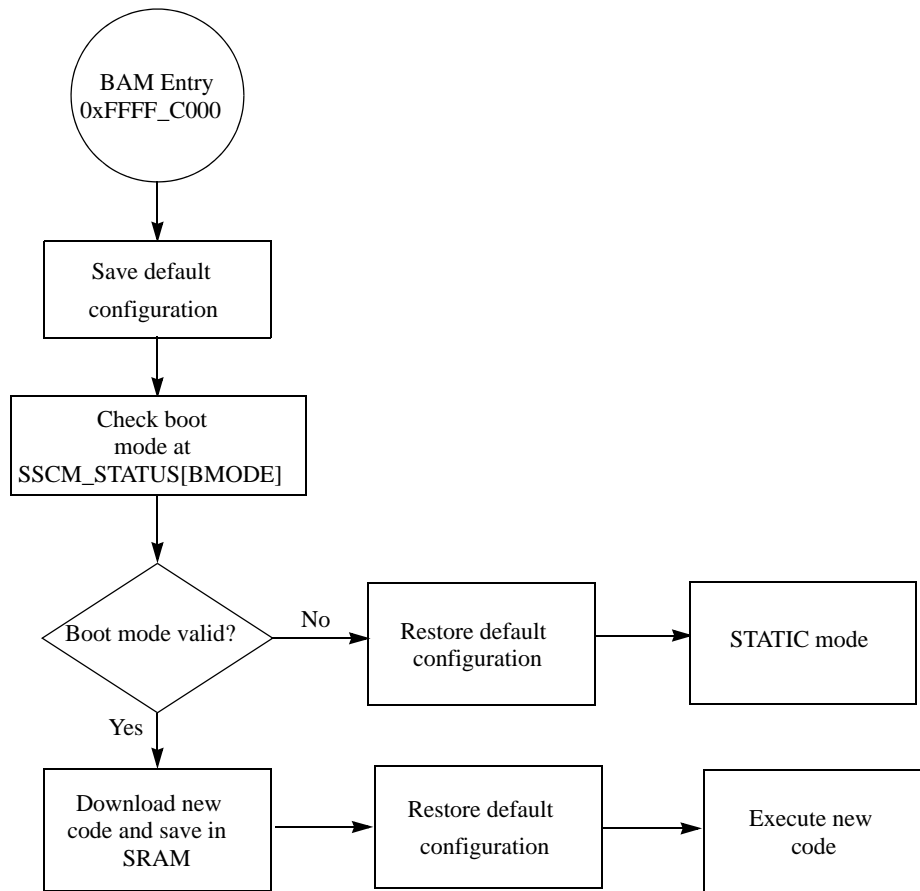 BAM Entry
0xFFFF_C000
Save default
configuration
Check boot
mode at
SSCM_STATUS[BMODE]
Boot mode valid?
No
Restore default
configuration
STATIC mode
Yes
Download new
code and save in
SRAM
Restore default
configuration
Execute new
code